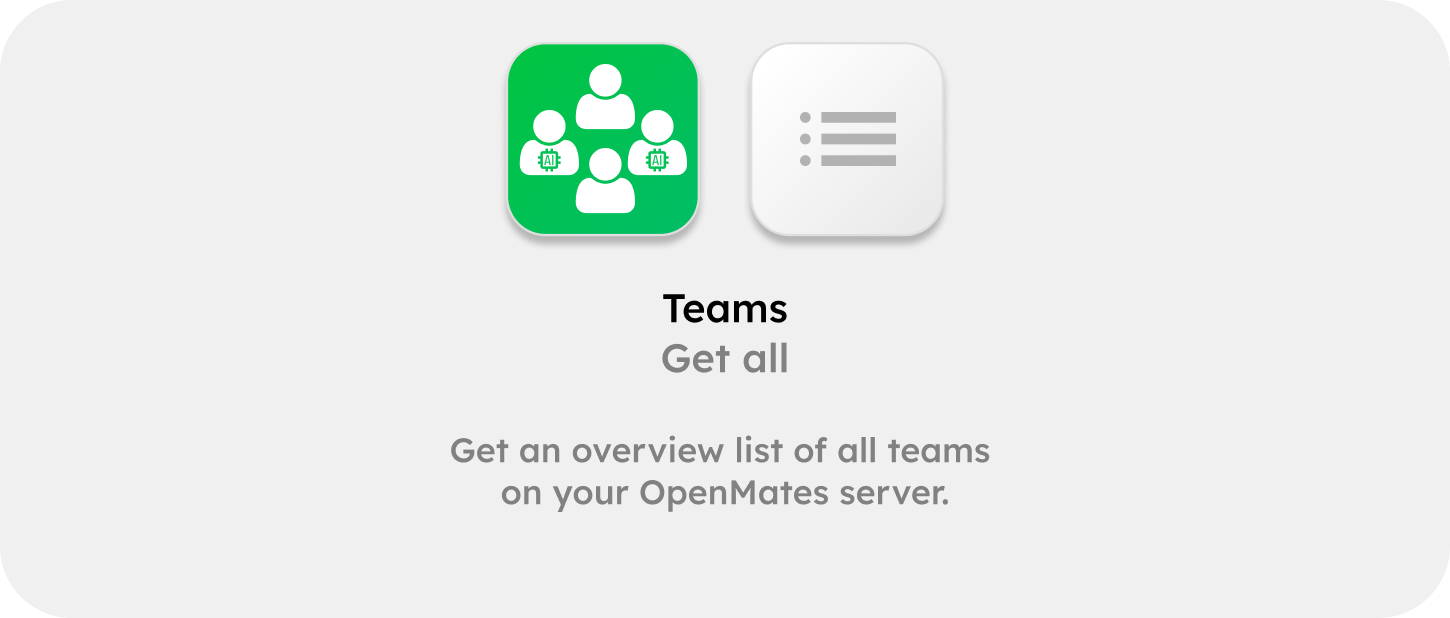 AI AI
Teams
Get all
Get an overview list of all teams
on your OpenMates server.